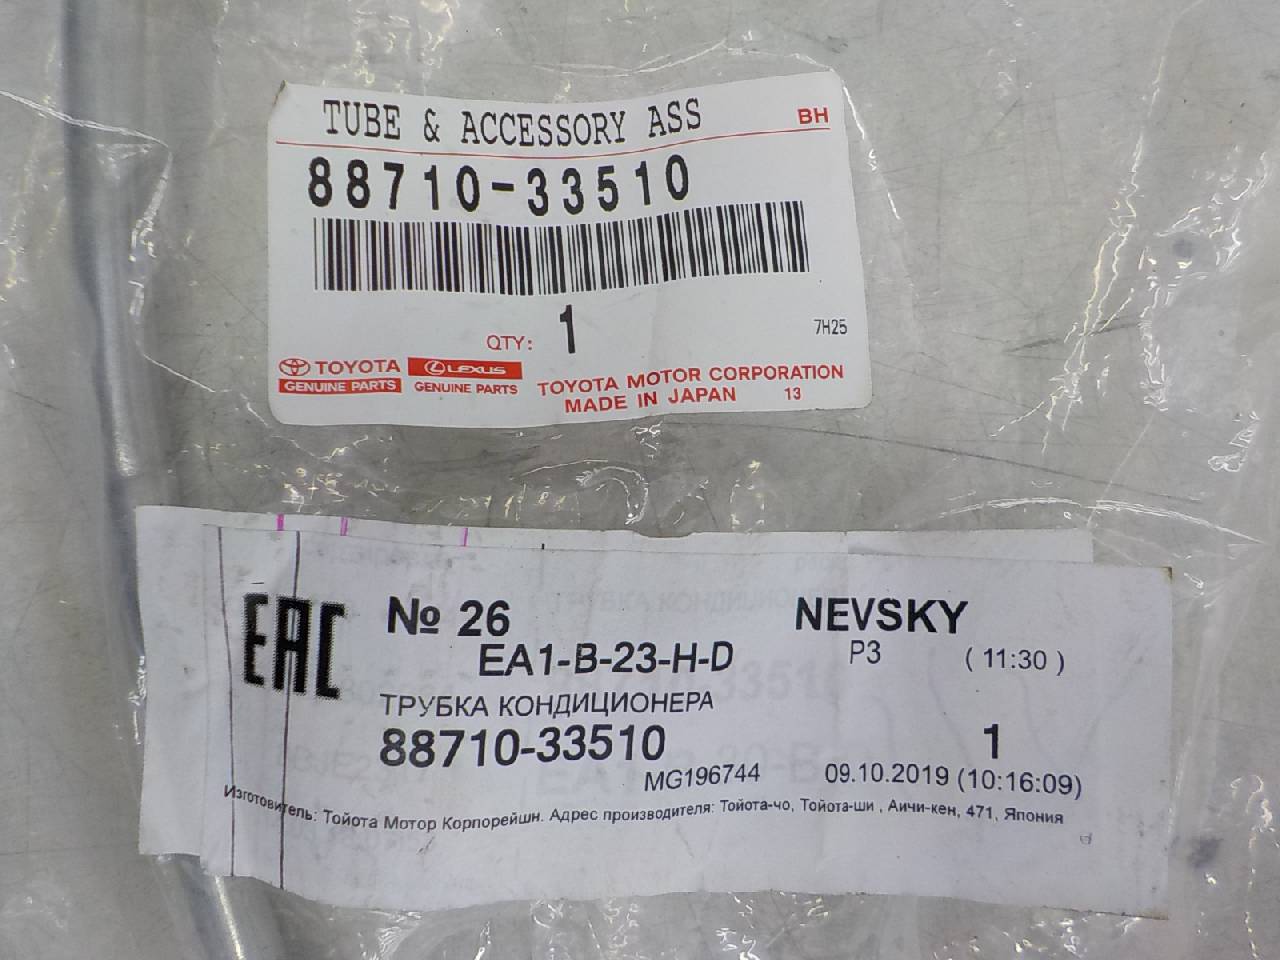 TUBE & ACCESSORY ASS
BH
88710-33510
QTY: 1
7H25
TOYOTA
GENUINE PARTS
LEXUS
GENUINE PARTS
TOYOTA MOTOR CORPORATION
MADE IN JAPAN 13
EAC
№ 26
NEVSKY
EA1-B-23-H-D
P3 ( 11:30 )
ТРУБКА КОНДИЦИОНЕРА
88710-33510
1
MG196744
09.10.2019 (10:16:09)
Изготовитель: Тойота Мотор Корпорейшн. Адрес производителя: Тойота-чо, Тойота-ши , Аичи-кен, 471, Япония